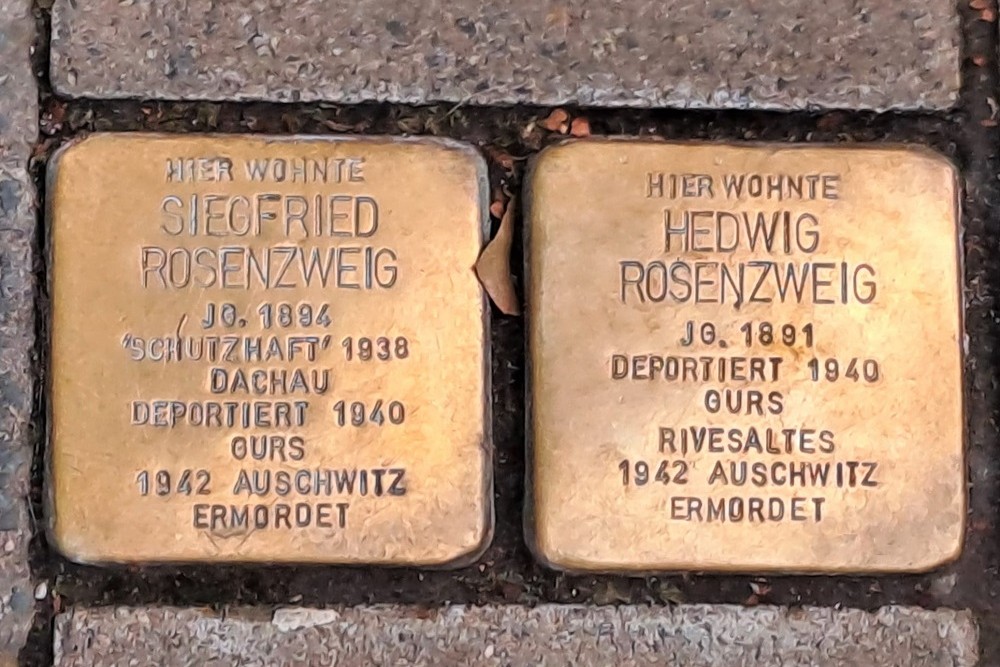 HIER WOHNTE
SIEGFRIED
ROSENZWEIG
JG. 1894
'SCHUTZHAFT' 1938
DACHAU
DEPORTIERT 1940
GURS
1942 AUSCHWITZ
ERMORDET
HIER WOHNTE
HEDWIG
ROSENZWEIG
JG. 1891
DEPORTIERT 1940
GURS
RIVESALTES
1942 AUSCHWITZ
ERMORDET